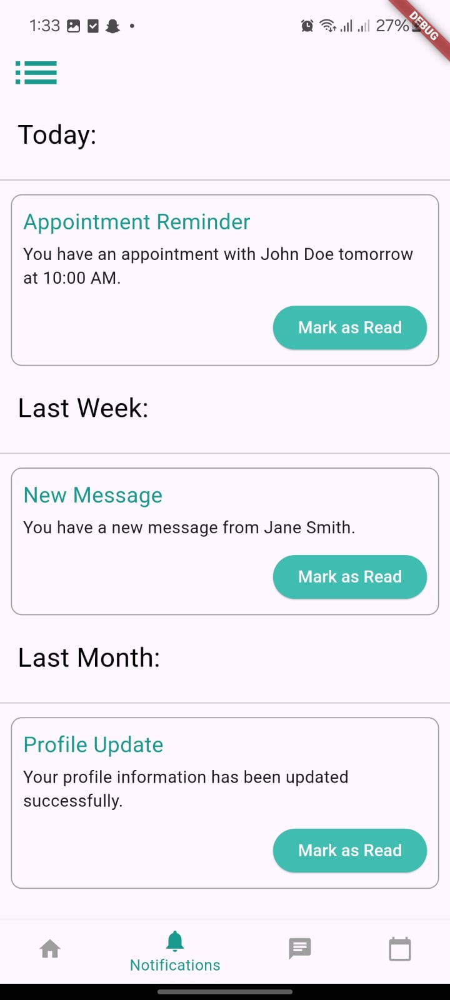 1:33
27%
DEBUG
Today:
Appointment Reminder
You have an appointment with John Doe tomorrow
at 10:00 AM.
Mark as Read
Last Week:
New Message
You have a new message from Jane Smith.
Mark as Read
Last Month:
Profile Update
Your profile information has been updated
successfully.
Mark as Read
Notifications